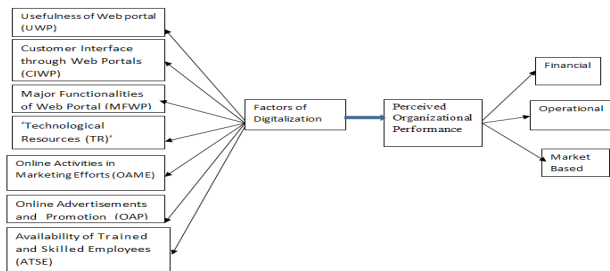 Usefulness of Web portal
(UWP)
Customer Interface
through Web Portals
(CIWP)
Major Functionalities
of Web Portal (MFWP)
‘Technological
Resources (TR)’
Online Activities in
Marketing Efforts (OAME)
Online Advertisements
and Promotion (OAP)
Availability of Trained
and Skilled Employees
(ATSE)
Factors of
Digitalization
Perceived
Organizational
Performance
Financial
Operational
Market
Based